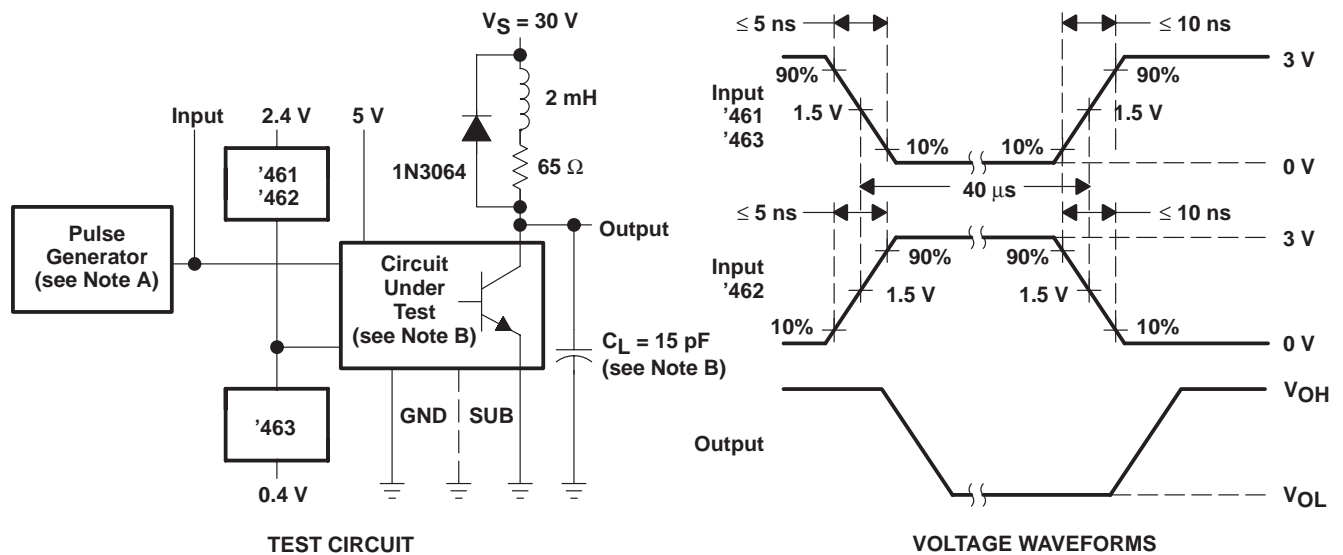 VS = 30 V
2 mH
65 Ω
1N3064
Input
2.4 V
5 V
'461
'462
Pulse
Generator
(see Note A)
Circuit
Under
Test
(see Note B)
Output
CL = 15 pF
(see Note B)
'463
0.4 V
GND
SUB
TEST CIRCUIT
≤ 5 ns
≤ 10 ns
90%
90%
3 V
Input
'461
'463
1.5 V
1.5 V
10%
10%
0 V
40 µs
≤ 5 ns
≤ 10 ns
3 V
90%
90%
Input
'462
1.5 V
1.5 V
10%
10%
0 V
VOH
Output
VOL
VOLTAGE WAVEFORMS